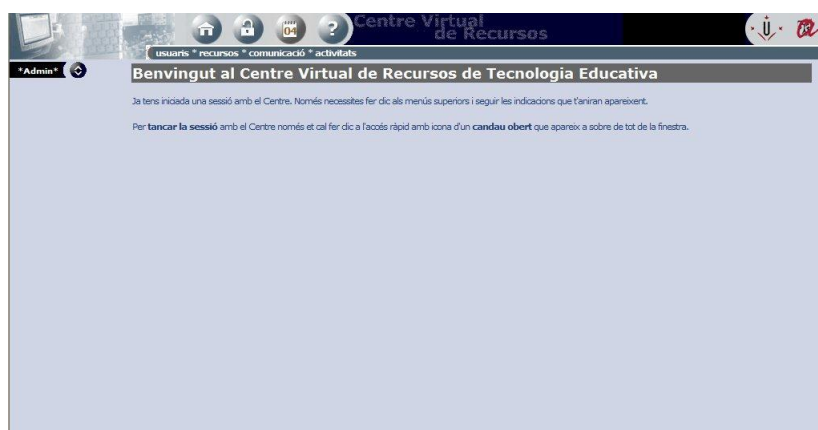 Centre Virtual
de Recursos
04
?
usuaris * recursos * comunicació * activitats
*Admin*
Benvingut al Centre Virtual de Recursos de Tecnologia Educativa
Ja tens iniciada una sessió amb el Centre. Només necessites fer clic als menús superiors i seguir les indicacions que t'aniran apareixent.
Per tancar la sessió amb el Centre només et cal fer clic a l'accés ràpid amb icona d'un candau obert que apareix a sobre de tot de la finestra.